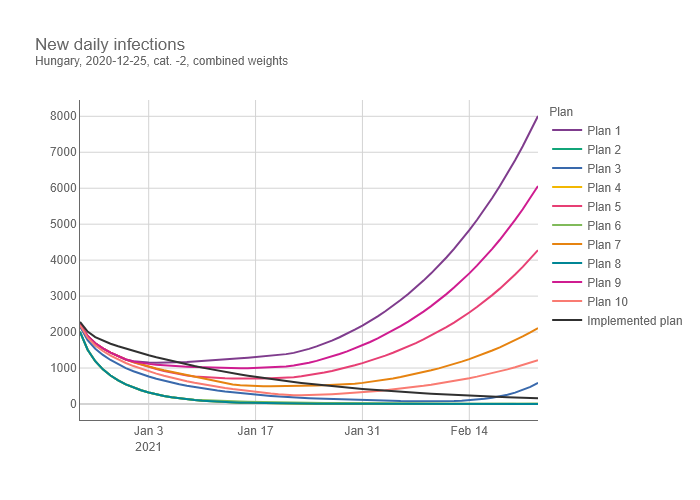 New daily infections
Hungary, 2020-12-25, cat. -2, combined weights
8000
7000
6000
5000
4000
3000
2000
1000
0
Jan 3
2021
Jan 17
Jan 31
Feb 14
Plan
Plan 1
Plan 2
Plan 3
Plan 4
Plan 5
Plan 6
Plan 7
Plan 8
Plan 9
Plan 10
Implemented plan